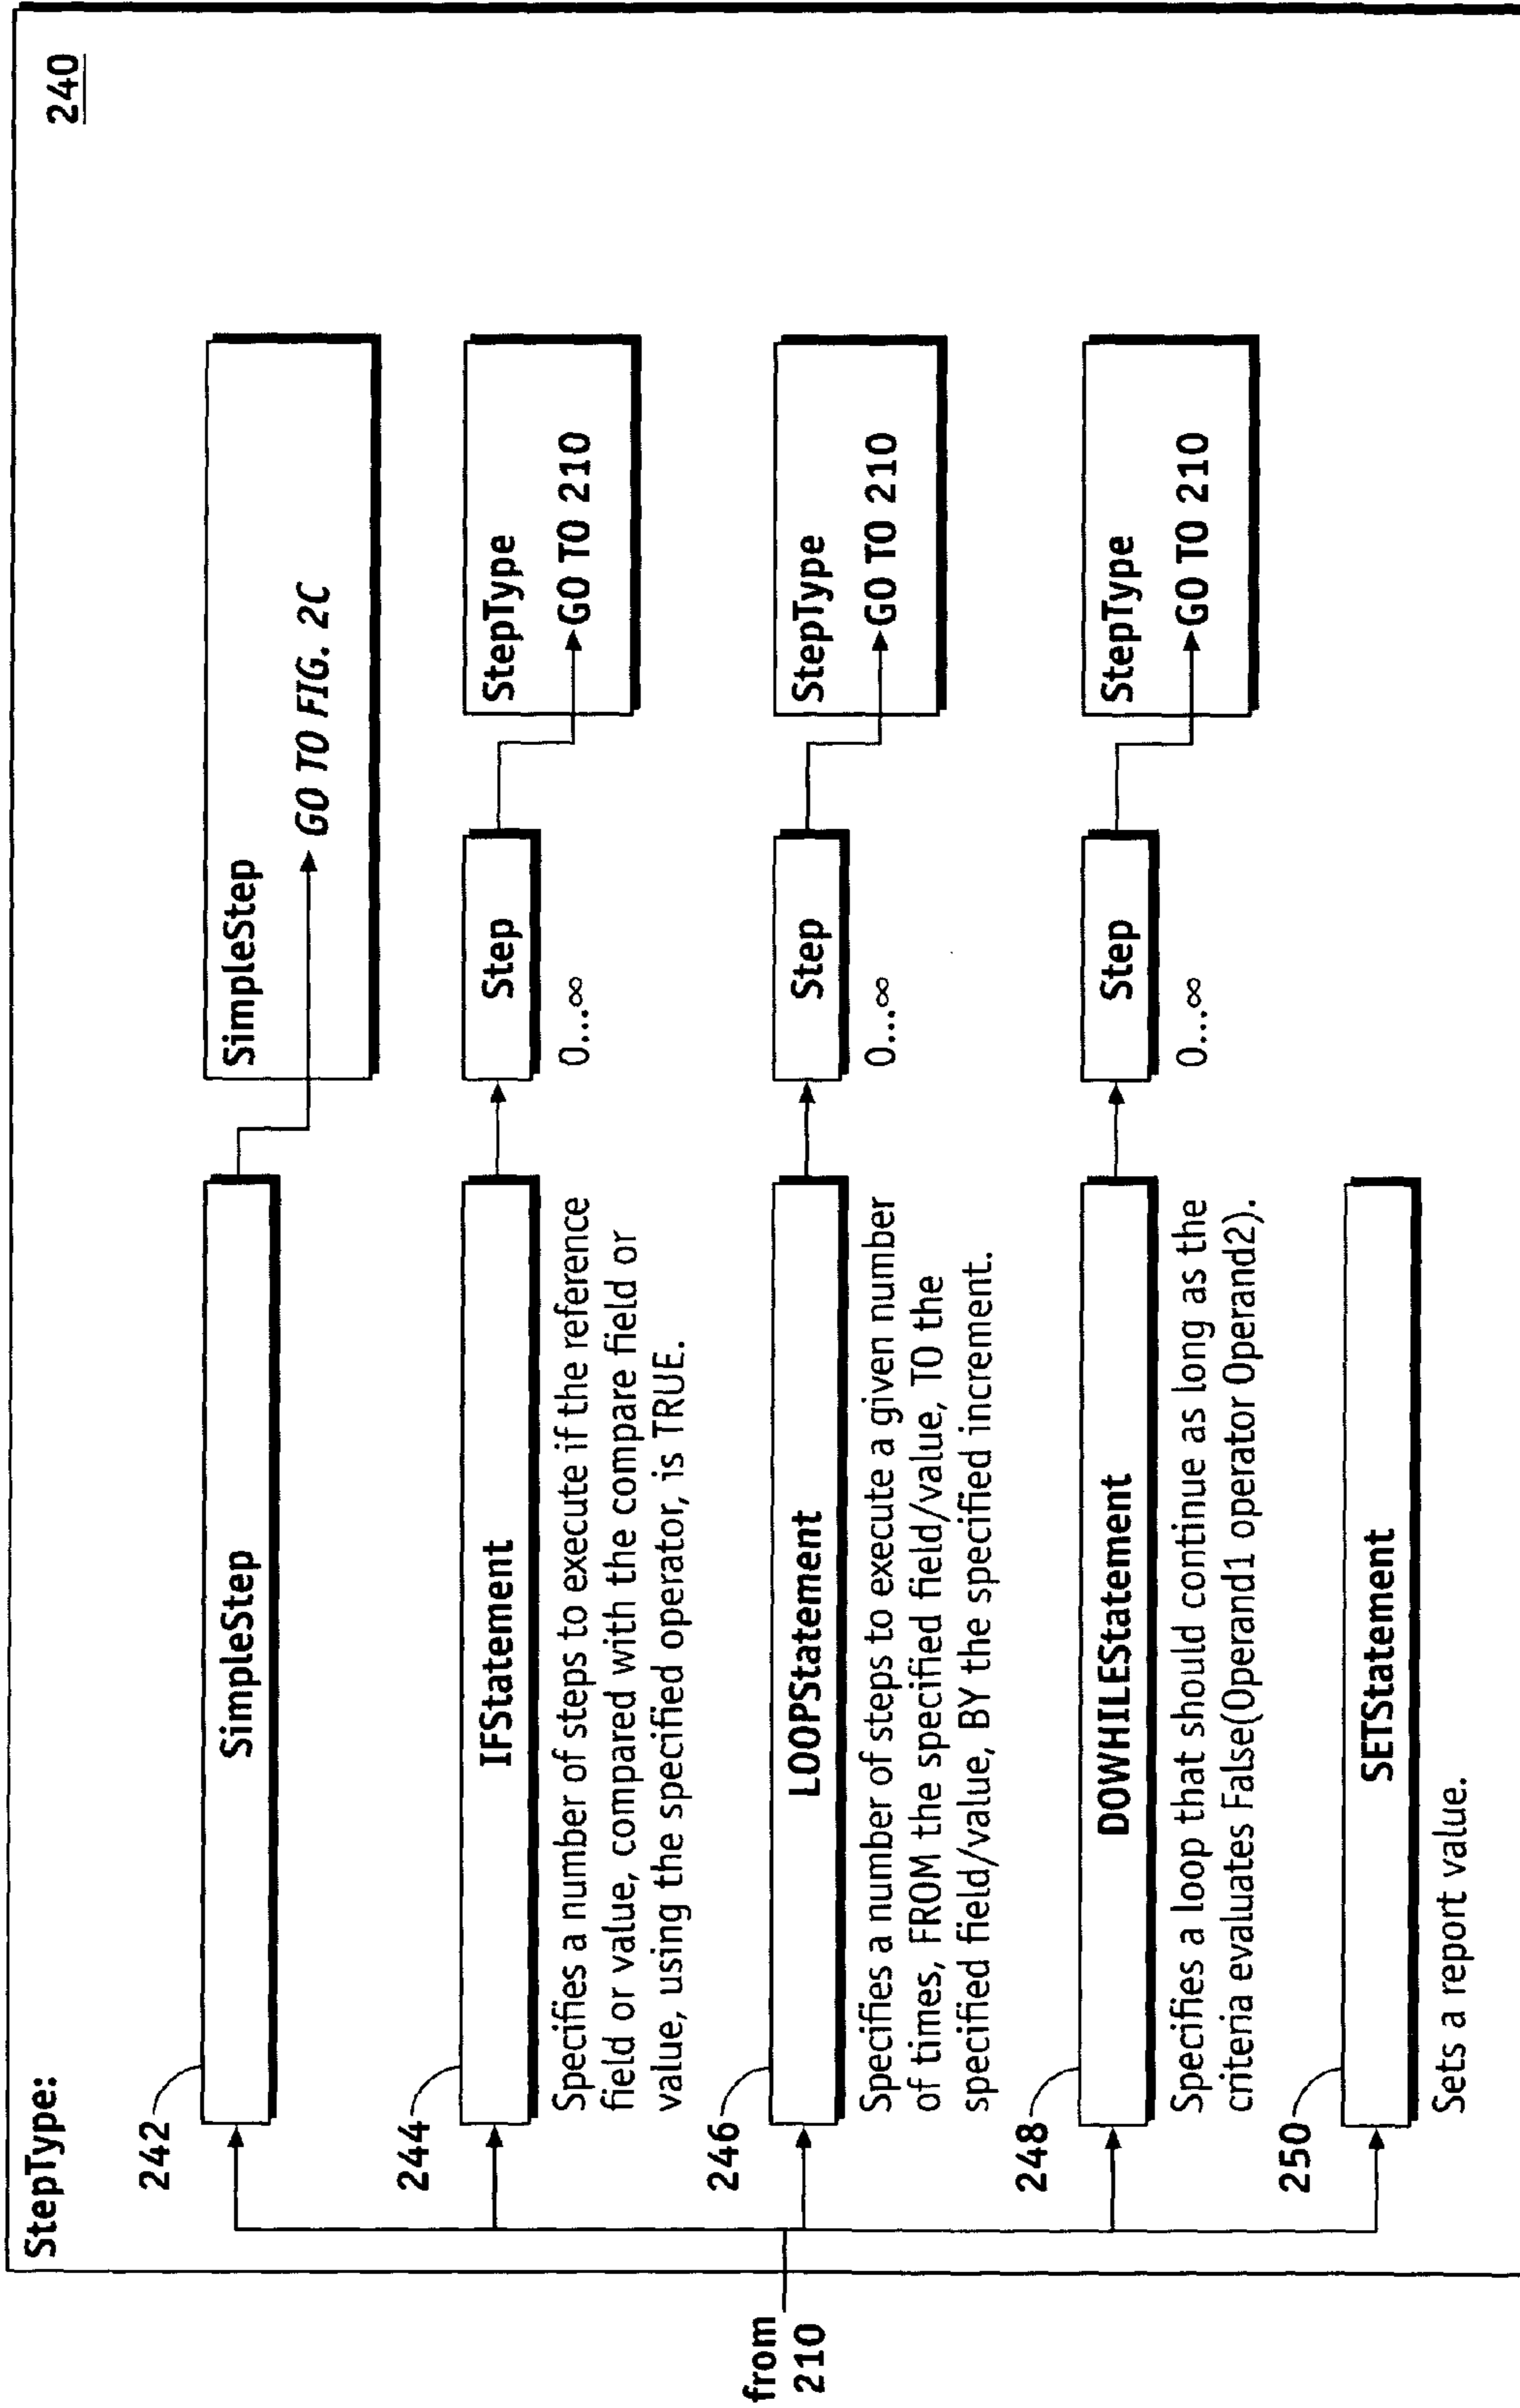 240
StepType:
from
210
242
SimpleStep
SimpleStep
GO TO FIG. 2C
244
IFStatement
Specifies a number of steps to execute if the reference
field or value, compared with the compare field or
value, using the specified operator, is TRUE.
Step
0...∞
StepType
GO TO 210
246
LOOPStatement
Specifies a number of steps to execute a given number
of times, FROM the specified field/value, TO the
specified field/value, BY the specified increment.
Step
0...∞
StepType
GO TO 210
248
DOWHILEStatement
Specifies a loop that should continue as long as the
criteria evaluates False(Operand1 operator Operand2).
Step
0...∞
StepType
GO TO 210
250
SETStatement
Sets a report value.